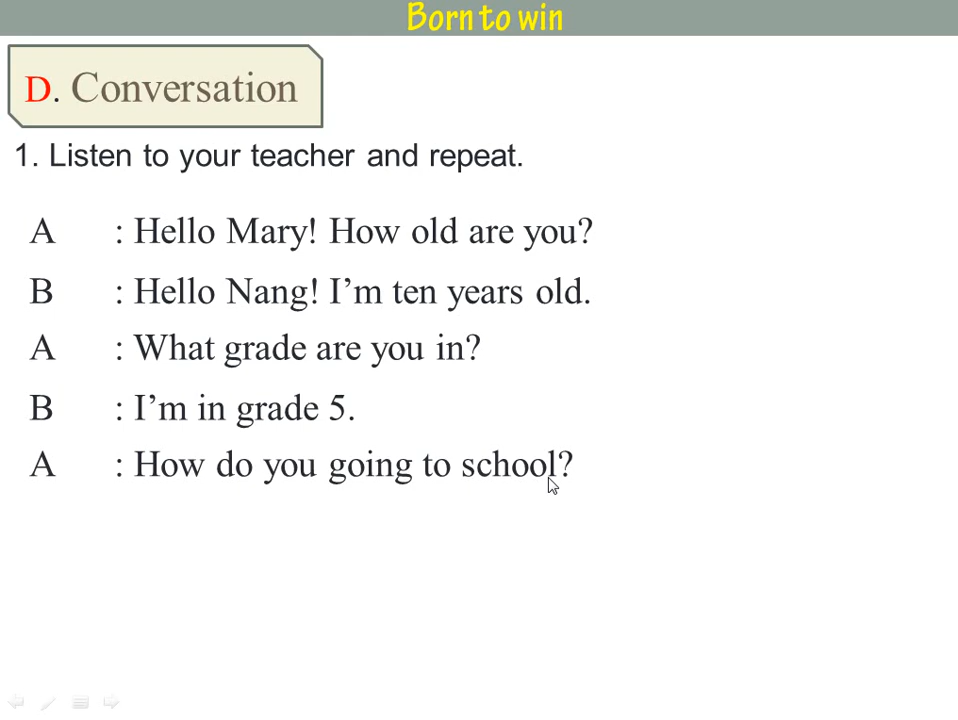 Born to win
D. Conversation
1. Listen to your teacher and repeat.
A : Hello Mary! How old are you?
B : Hello Nang! I’m ten years old.
A : What grade are you in?
B : I’m in grade 5.
A : How do you going to school?